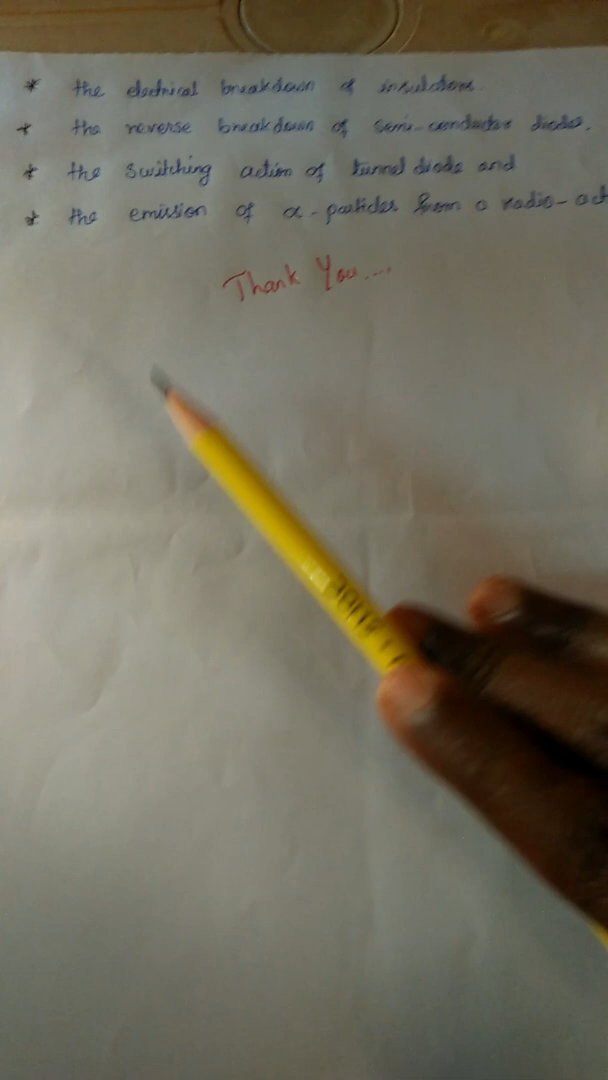 * the electrical breakdown of insulators.
* the reverse breakdown of semi-conductor diodes.
* the switching action of tunnel diode and
* the emission of α-particles from a radio-act
Thank You....